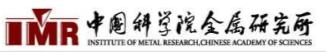 IMR 中国科学院金属研究所
INSTITUTE OF METAL RESEARCH,CHINESE ACADEMY OF SCIENCES